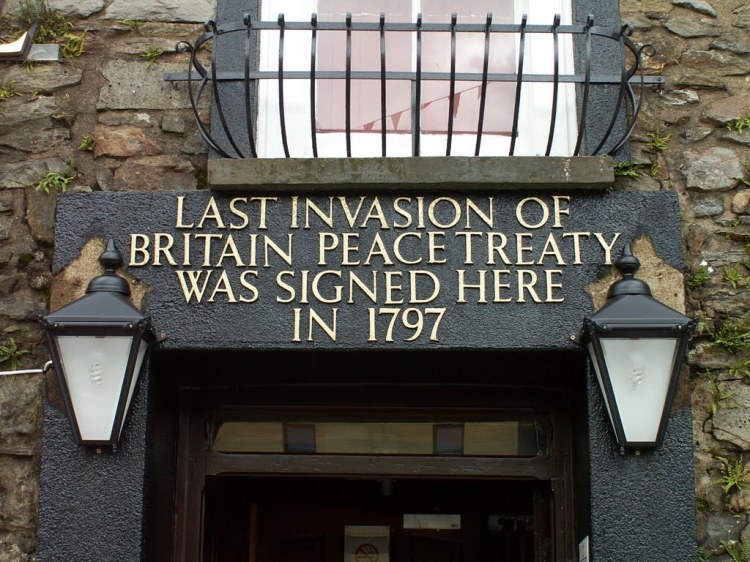 LAST INVASION OF
BRITAIN PEACE TREATY
WAS SIGNED HERE
IN 1797